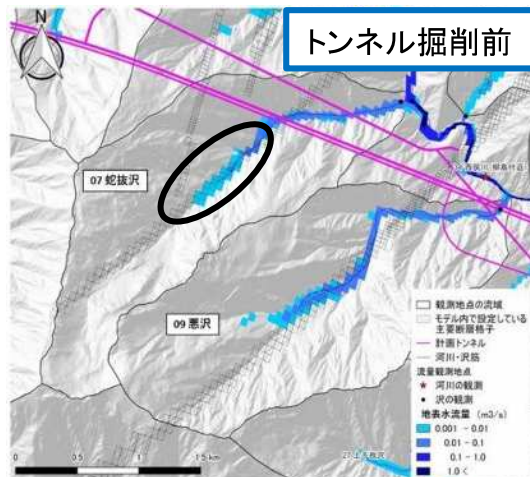 トンネル掘削前
07 蛇抜沢
09 悪沢
観測地点の流域
モデル内で設定している
主要断層格子
計画トンネル
河川・沢筋
流量観測地点
河川の観測
沢の観測
地表水流量 (m3/s)
0.001 - 0.01
0.01 - 0.1
0.1 - 1.0
1.0 <
0 0.5 1 1.5 km